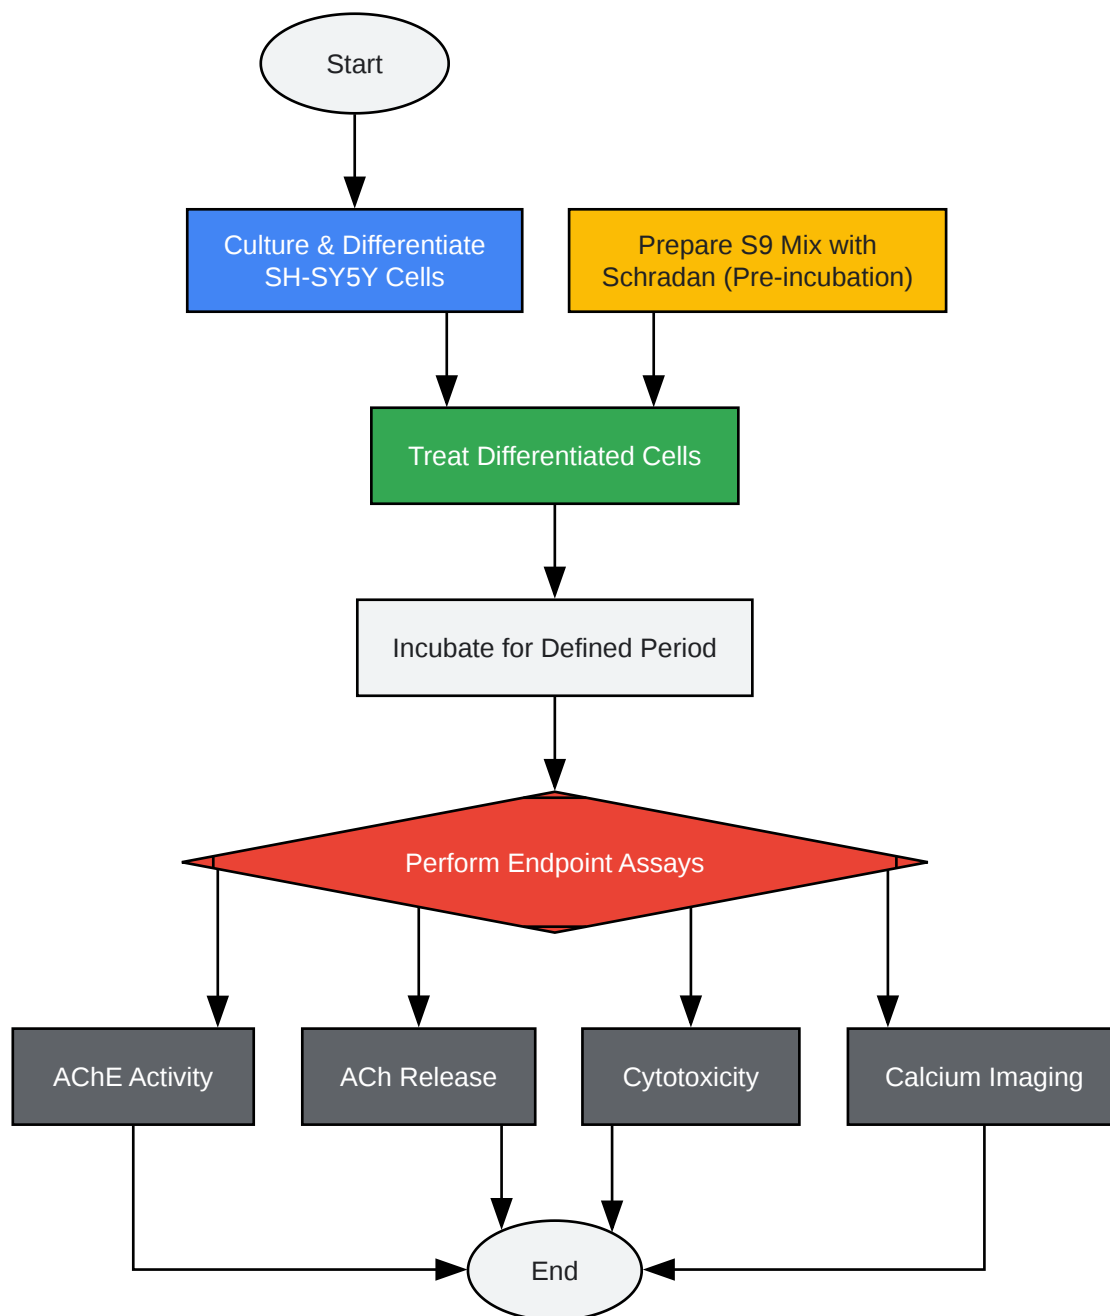 Start
Culture & Differentiate
SH-SY5Y Cells
Prepare S9 Mix with
Schradan (Pre-incubation)
Treat Differentiated Cells
Incubate for Defined Period
Perform Endpoint Assays
AChE Activity
ACh Release
Cytotoxicity
Calcium Imaging
End